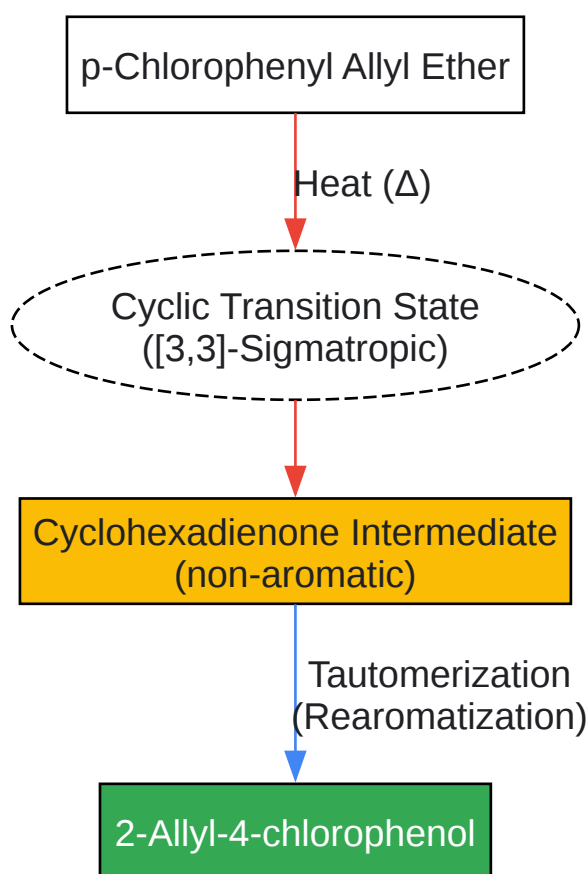 p-Chlorophenyl Allyl Ether
Heat (Δ)
Cyclic Transition State
([3,3]-Sigmatropic)
Cyclohexadienone Intermediate
(non-aromatic)
Tautomerization
(Rearomatization)
2-Allyl-4-chlorophenol